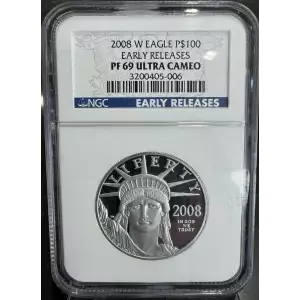 2008 W EAGLE P$100
EARLY RELEASES
PF 69 ULTRA CAMEO
3200405-006
NGC EARLY RELEASES
LIBERTY
2008
IN GOD
WE
TRUST